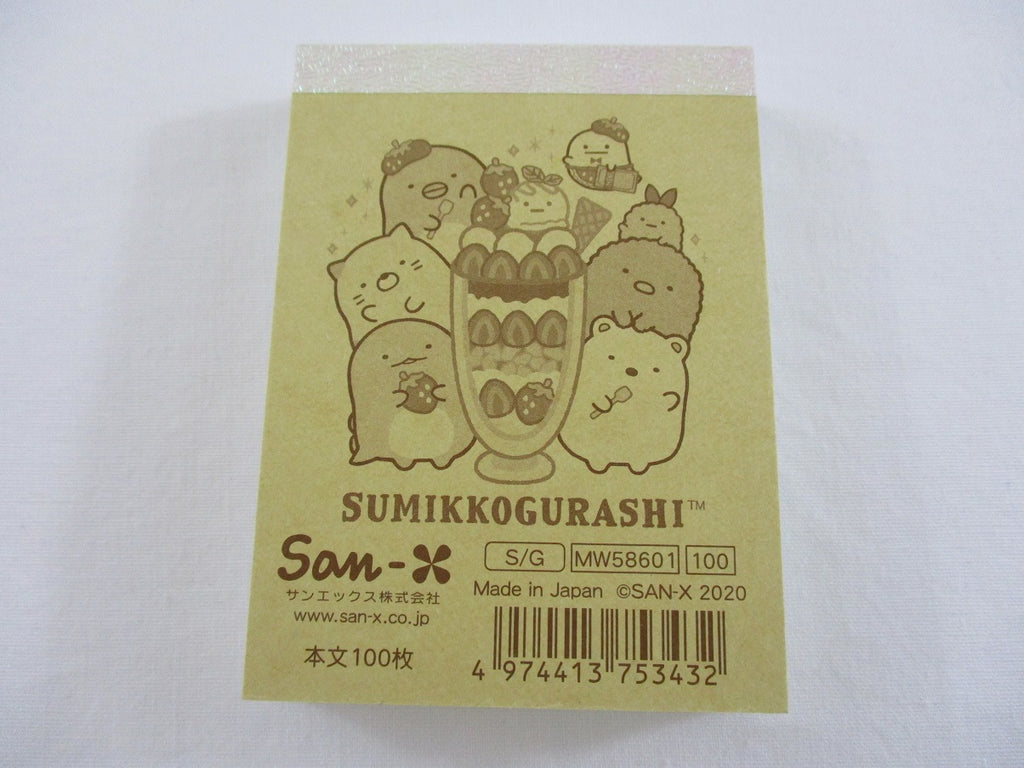 SUMIKKOGURASHI™
San-X
サンエックス株式会社
www.san-x.co.jp
本文100枚
S/G MW58601 100
Made in Japan ©SAN-X 2020
4 974413 753432